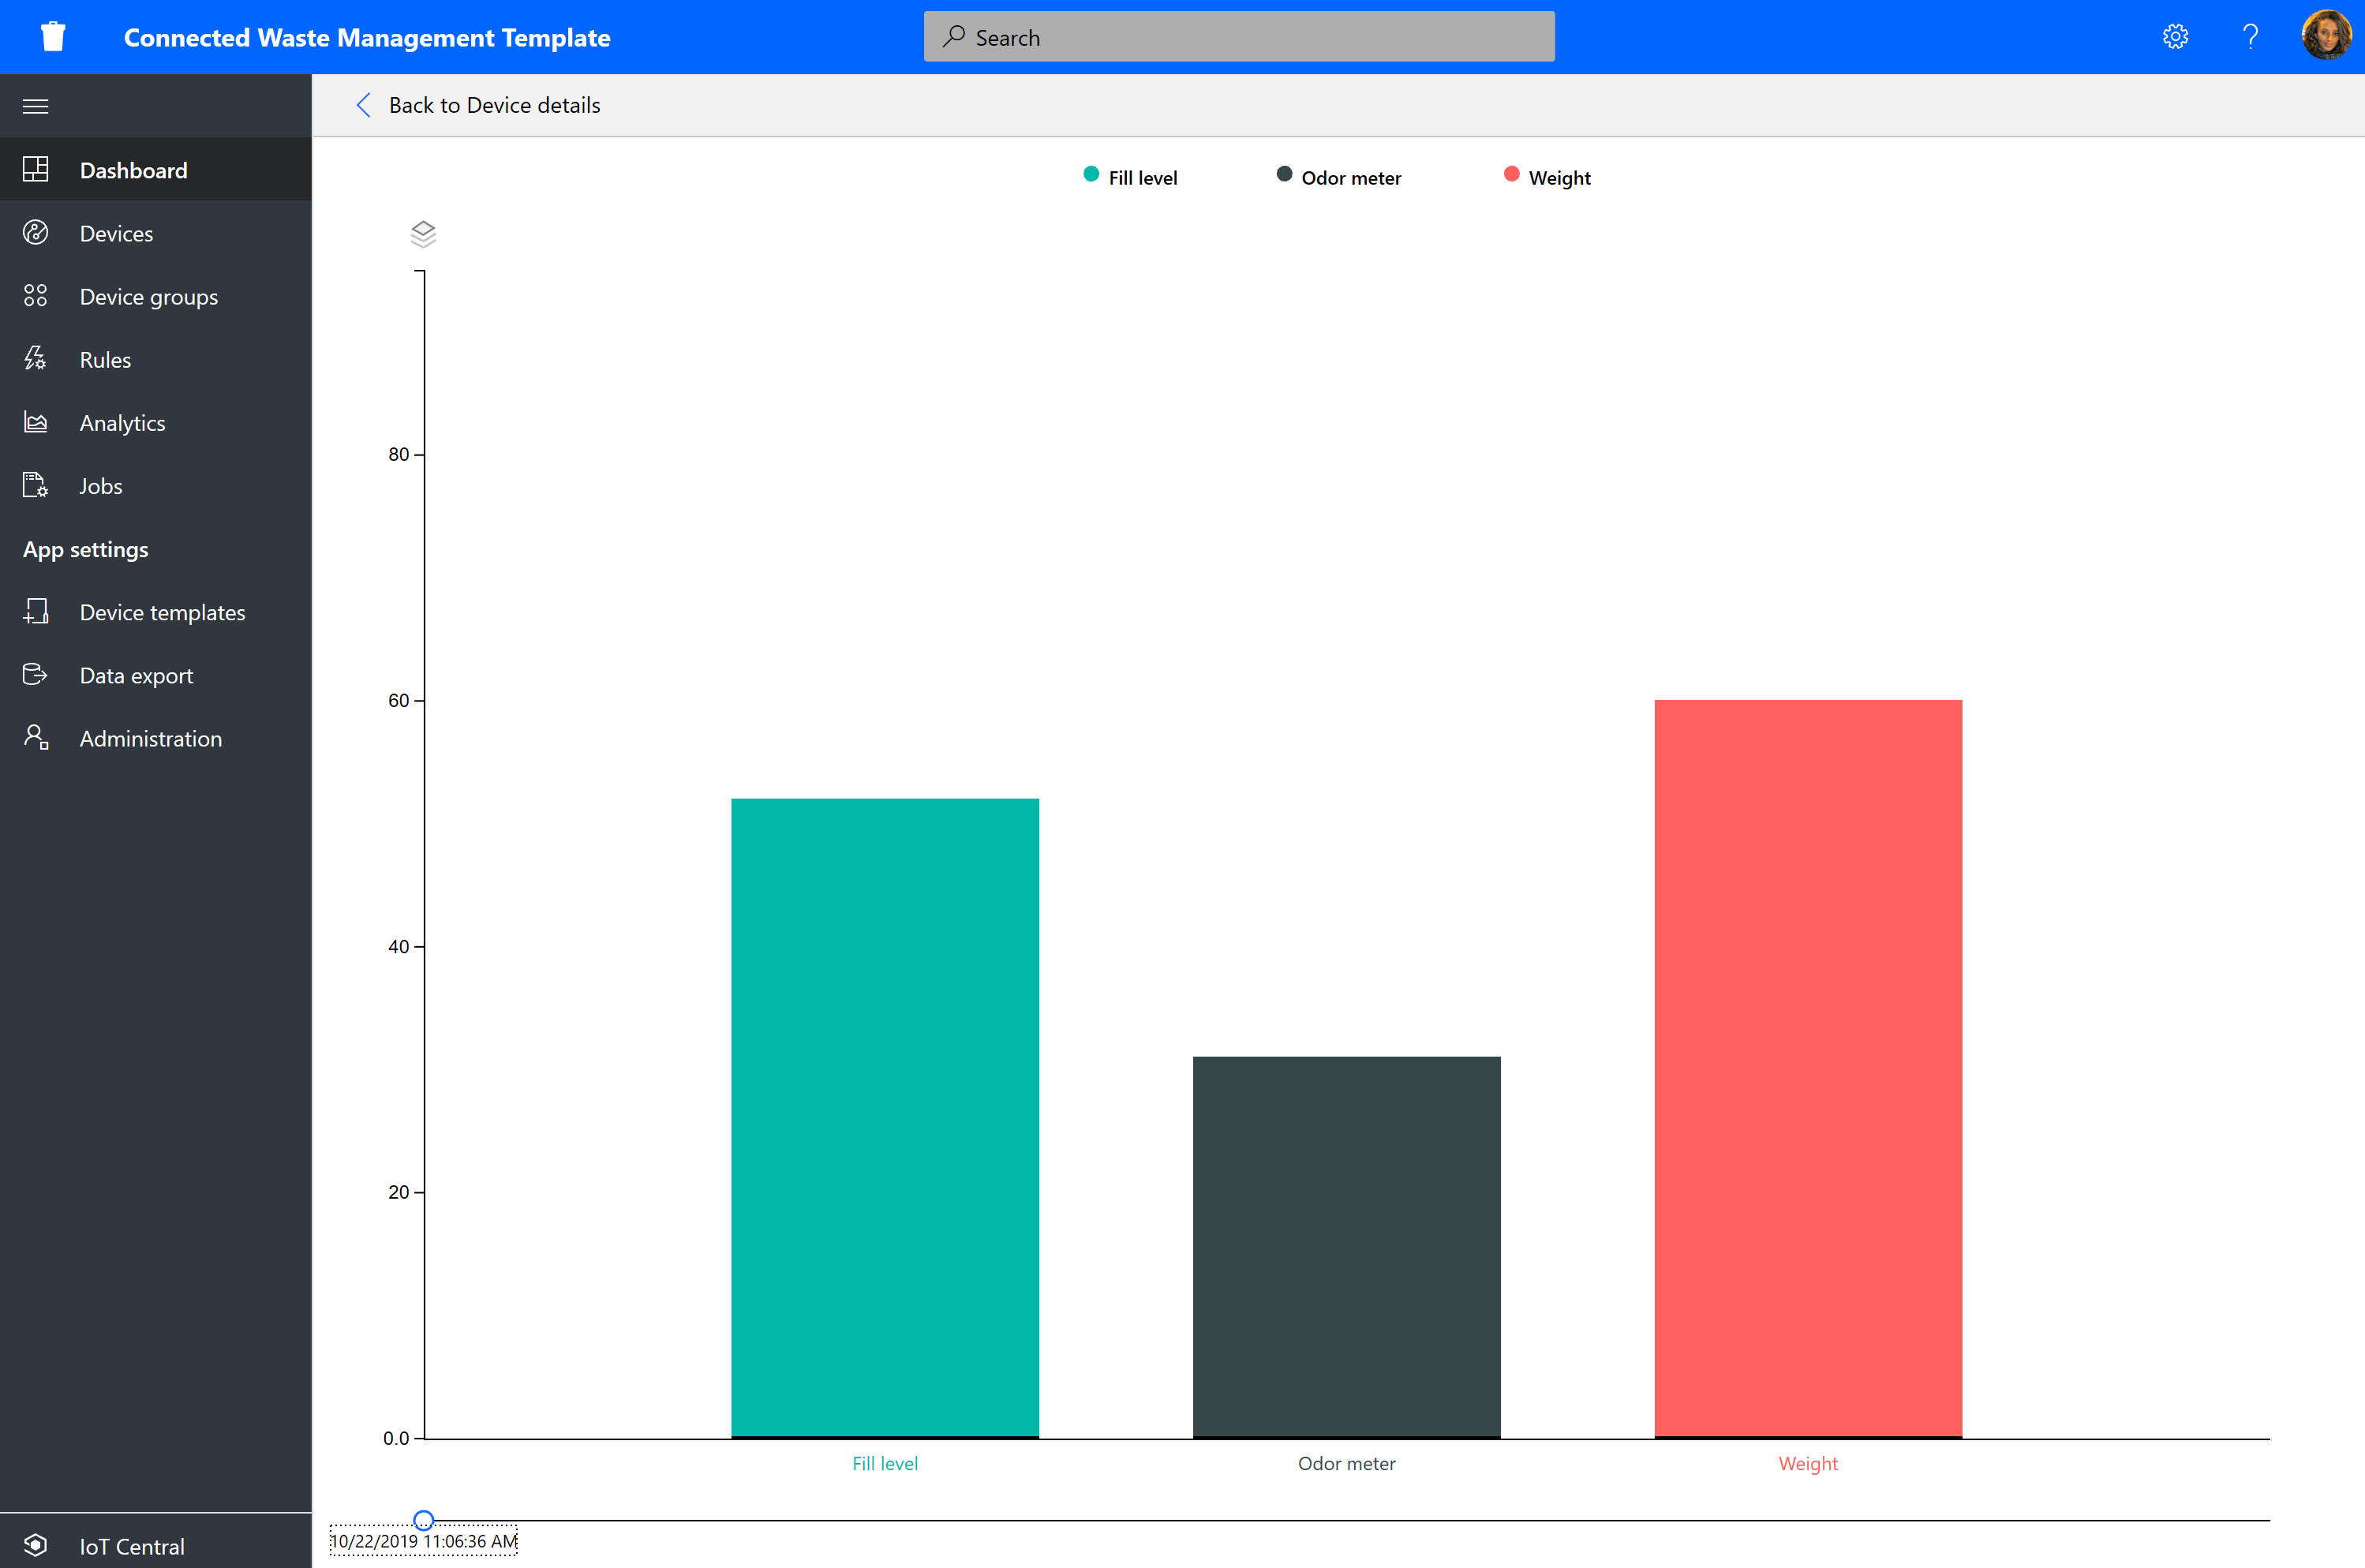 Connected Waste Management Template
Search
?
Back to Device details
Dashboard
Devices
Device groups
Rules
Analytics
Jobs
App settings
Device templates
Data export
Administration
IoT Central
Fill level
Odor meter
Weight
80
60
40
20
0.0
Fill level
Odor meter
Weight
10/22/2019 11:06:36 AM